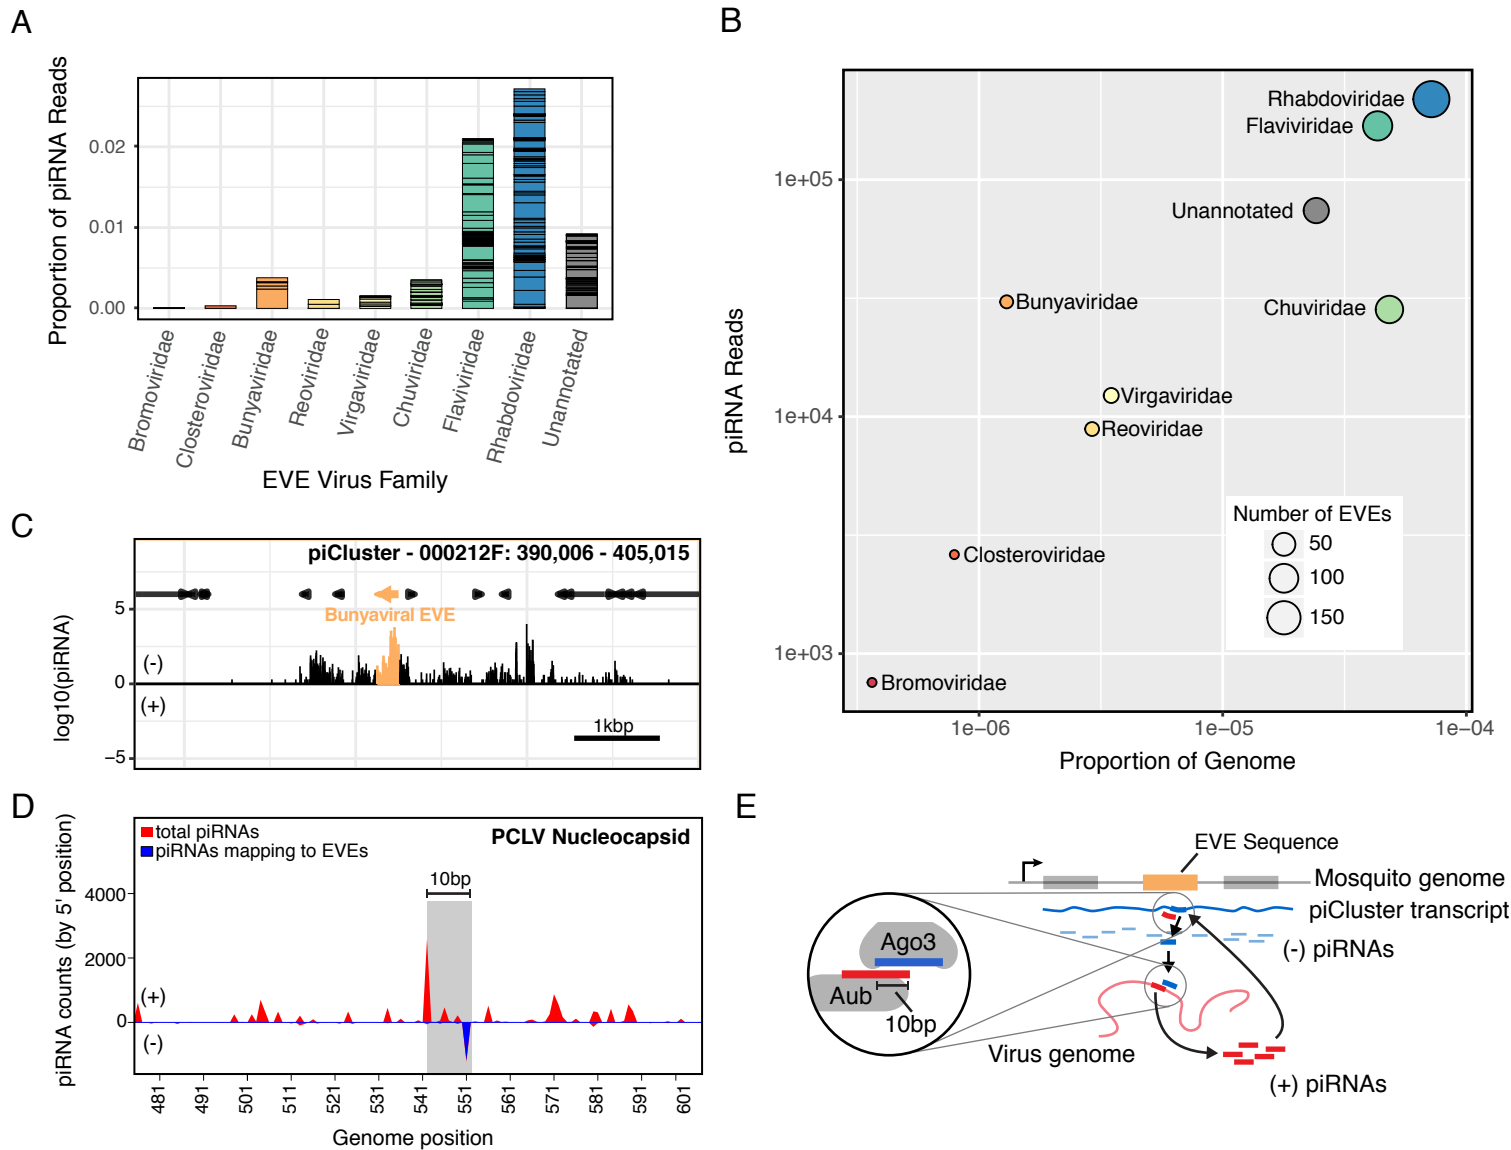 A
Proportion of piRNA Reads
0.02
0.01
0.00
Bromoviridae
Closteroviridae
Bunyaviridae
Reoviridae
Virgaviridae
Chuviridae
Flaviviridae
Rhabdoviridae
Unannotated
EVE Virus Family
B
piRNA Reads
1e+05
1e+04
1e+03
Rhabdoviridae
Flaviviridae
Unannotated
Bunyaviridae
Chuviridae
Virgaviridae
Reoviridae
Closteroviridae
Bromoviridae
Number of EVEs
50
100
150
1e−06
1e−05
1e−04
Proportion of Genome
C
log10(piRNA)
piCluster - 000212F: 390,006 - 405,015
5
0
−5
Bunyaviral EVE
(-)
(+)
1kbp
D
piRNA counts (by 5' position)
total piRNAs
piRNAs mapping to EVEs
PCLV Nucleocapsid
10bp
4000
2000
0
(+)
(-)
481
491
501
511
521
531
541
551
561
571
581
591
601
Genome position
E
EVE Sequence
Mosquito genome
piCluster transcript
(-) piRNAs
Ago3
Aub
10bp
Virus genome
(+) piRNAs